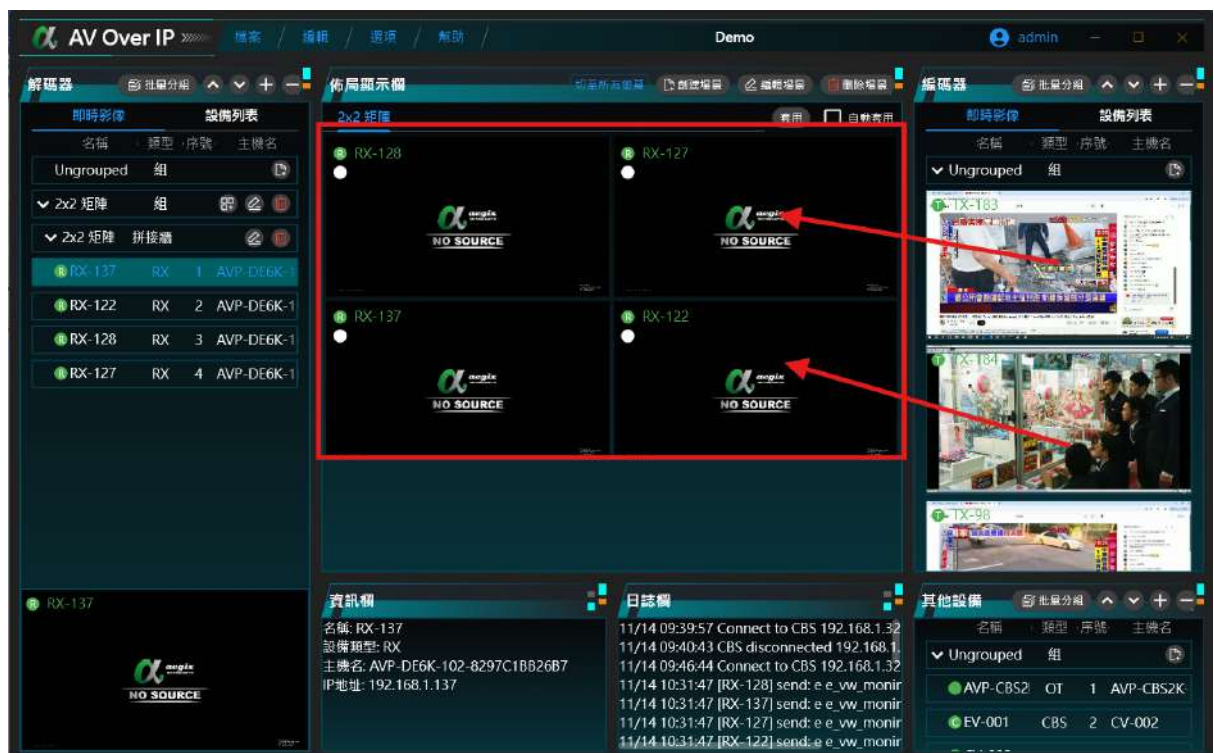 AV Over IP
檔案 / 編輯 / 選項 / 幫助 /
Demo
admin
解碼器
批量分組
即時影像
設備列表
名稱 類型 序號 主機名
Ungrouped 組
2x2 矩陣 組
2x2 矩陣 拼接牆
RX-137 RX 1 AVP-DE6K-1
RX-122 RX 2 AVP-DE6K-1
RX-128 RX 3 AVP-DE6K-1
RX-127 RX 4 AVP-DE6K-1
RX-137
aegix
NO SOURCE
佈局顯示欄
切至所有螢幕
創建場景
編輯場景
刪除場景
2x2 矩陣
套用
自動套用
RX-128
aegix
NO SOURCE
RX-127
aegix
NO SOURCE
RX-137
aegix
NO SOURCE
RX-122
aegix
NO SOURCE
資訊欄
名稱: RX-137
設備類型: RX
主機名: AVP-DE6K-102-8297C1BB26B7
IP地址: 192.168.1.137
日誌欄
11/14 09:39:57 Connect to CBS 192.168.1.32
11/14 09:40:43 CBS disconnected 192.168.1.
11/14 09:46:44 Connect to CBS 192.168.1.32
11/14 10:31:47 [RX-128] send: e e_vw_monir
11/14 10:31:47 [RX-137] send: e e_vw_monir
11/14 10:31:47 [RX-127] send: e e_vw_monir
11/14 10:31:47 [RX-122] send: e e_vw_monir
編碼器
批量分組
即時影像
設備列表
名稱 類型 序號 主機名
Ungrouped 組
TX-183
TX-184
TX-98
其他設備
批量分組
名稱 類型 序號 主機名
Ungrouped 組
AVP-CBS2 OT 1 AVP-CBS2K
EV-001 CBS 2 CV-002